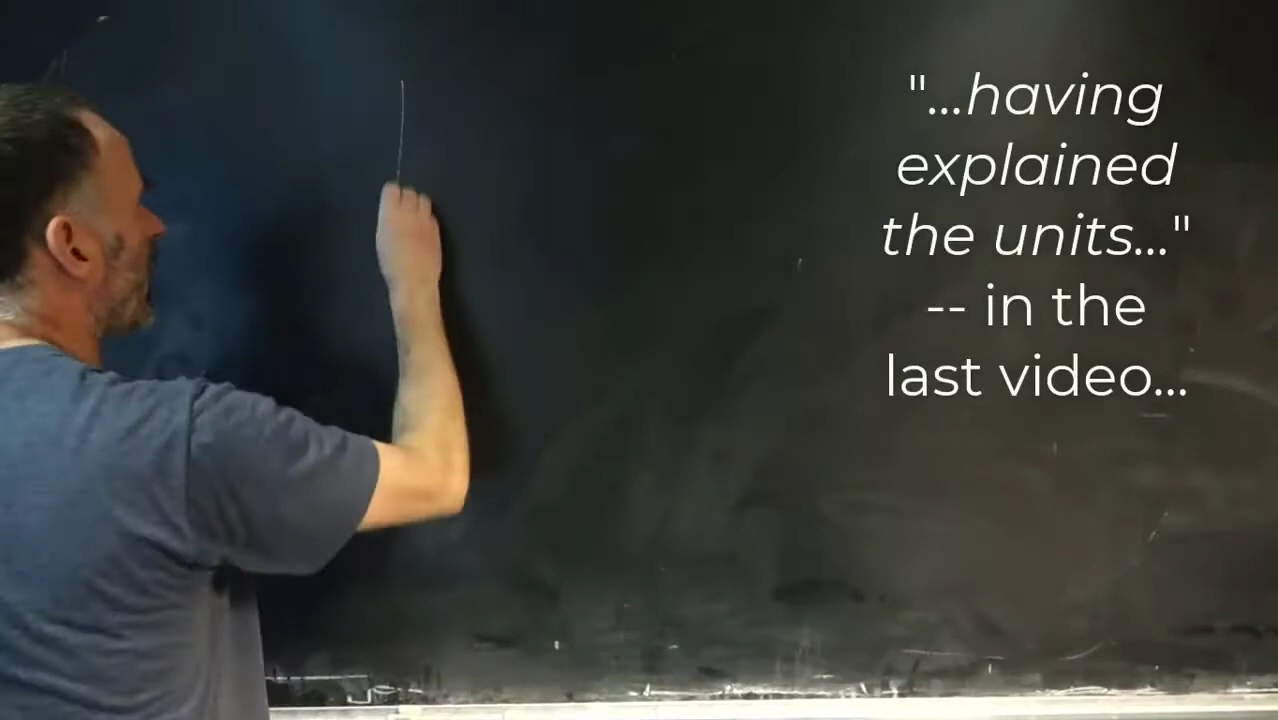 "...having
explained
the units..."
-- in the
last video...